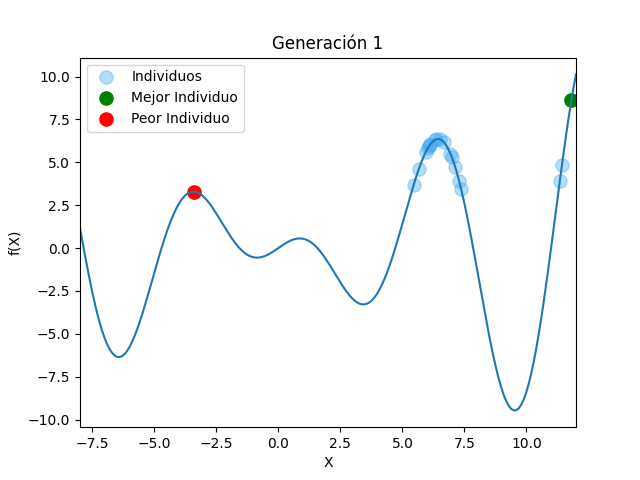 Generación 1
Individuos
Mejor Individuo
Peor Individuo
f(X)
10.0
7.5
5.0
2.5
0.0
−2.5
−5.0
−7.5
−10.0
−7.5 −5.0 −2.5 0.0 2.5 5.0 7.5 10.0
X